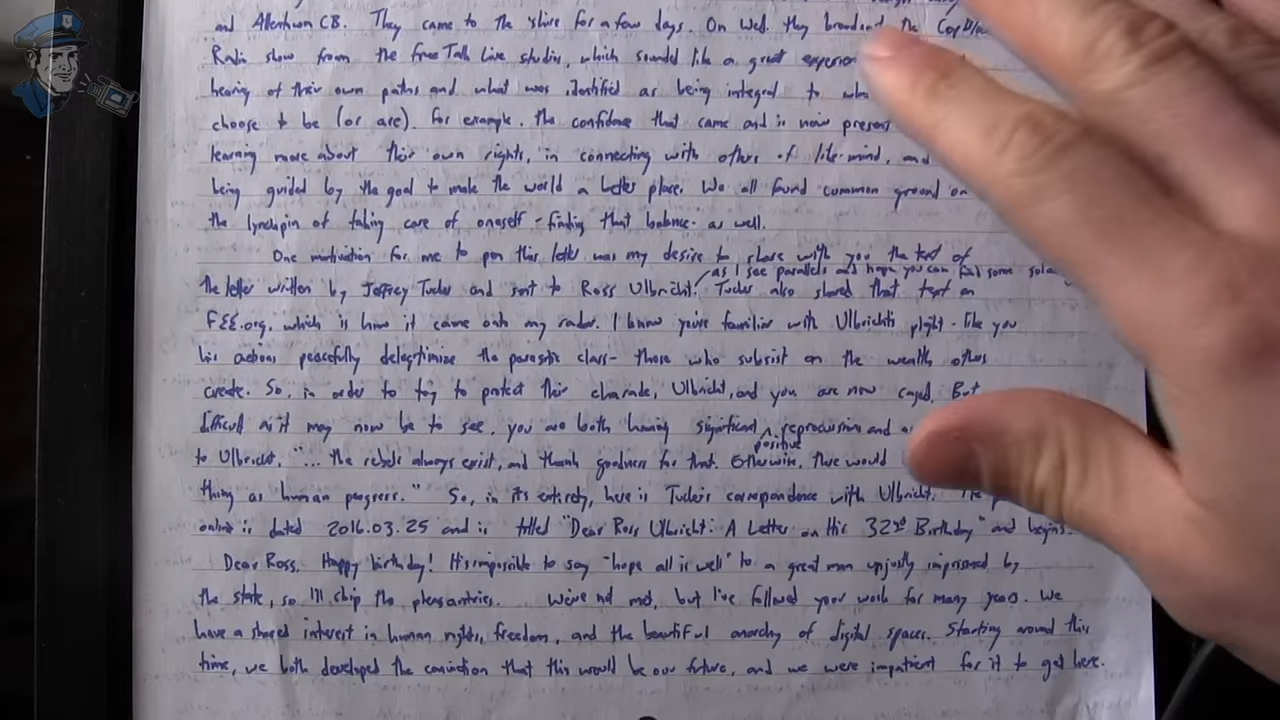 and Allentown CB. They came to the 'shire for a few days. On Wed. they broadcast the
Radio show from the free Talk Live studios, which sounded like a great
hearing of their own paths and what was identified as being integral to who
choose to be (or are). For example. the confidence that came and is now present
learning more about their own rights, in connecting with others of like-mind, and
being guided by the goal to make the world a better place. We all found common ground on
the lynchpin of taking care of oneself - finding that balance - as well.
One motivation for me to pen this letter was my desire to share with you the text of
as I see parallels and hope you can find some
the letter written by Jeffrey Tucker and sent to Ross Ulbricht. Tucker also shared that text on
FEE.org, which is how it came onto my radar. I know you're familiar with Ulbricht's plight - like you
his actions peacefully delegitimize the parasitic class - those who subsist on the wealth others
create. So, in order to try to protect their charade, Ulbricht, and you are now caged. But
difficult as it may now be to see, you are both having significant reprocussions and
positive
to Ulbricht, "... the rebels always exist, and thank goodness for that. Otherwise, there would
thing as human progress." So, in its entirety, here is Tucker's correspondence with Ulbricht. The
online is dated 2016.03.25 and is titled "Dear Ross Ulbricht: A Letter on His 32nd Birthday" and begins:
Dear Ross, Happy birthday! It's impossible to say "hope all is well" to a great man unjustly imprisoned by
the state, so I'll skip the pleasantries. We've not met, but I've followed your work for many years. We
have a shared interest in human rights, freedom, and the beautiful anarchy of digital spaces. Starting around this
time, we both developed the conviction that this would be our future, and we were impatient for it to get here.